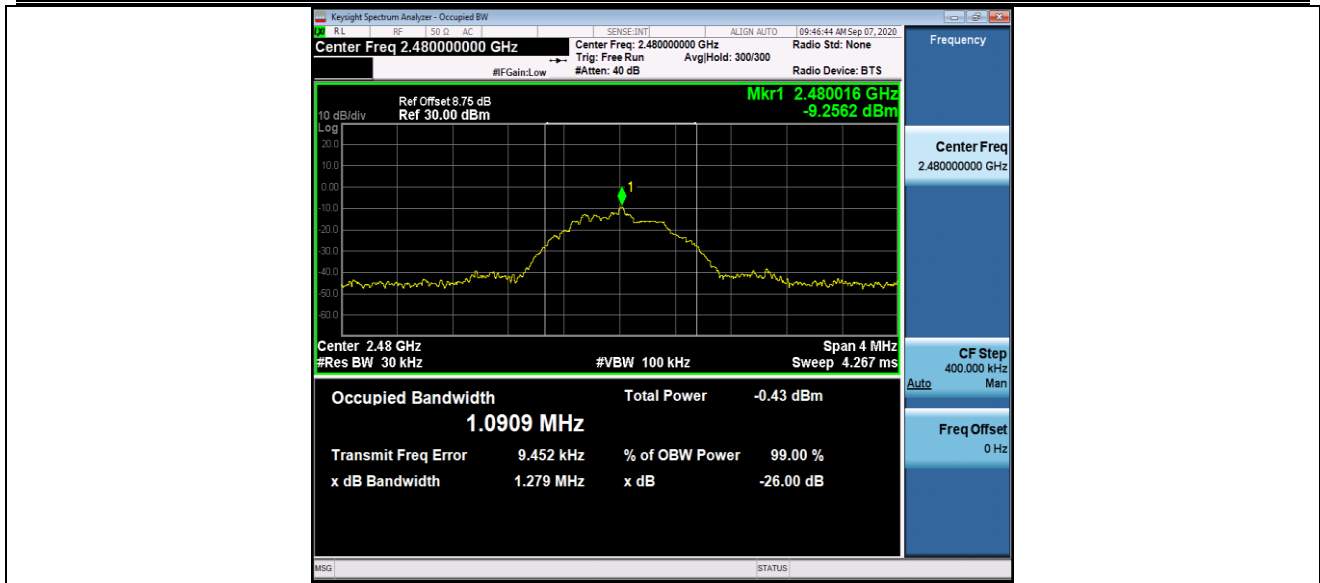 Keysight Spectrum Analyzer - Occupied BW
RL RF 50 Ω AC SENSE:INT ALIGN AUTO 09:46:44 AM Sep 07, 2020
Center Freq 2.480000000 GHz
Center Freq: 2.480000000 GHz Radio Std: None
Trig: Free Run Avg|Hold: 300/300
#IFGain:Low #Atten: 40 dB Radio Device: BTS
Mkr1 2.480016 GHz
-9.2562 dBm
Ref Offset 8.75 dB
10 dB/div Ref 30.00 dBm
Log
20.0
10.0
0.00
-10.0
-20.0
-30.0
-40.0
-50.0
-60.0
1
Center 2.48 GHz Span 4 MHz
#Res BW 30 kHz #VBW 100 kHz Sweep 4.267 ms
Occupied Bandwidth Total Power -0.43 dBm
1.0909 MHz
Transmit Freq Error 9.452 kHz % of OBW Power 99.00 %
x dB Bandwidth 1.279 MHz x dB -26.00 dB
MSG STATUS
Frequency
Center Freq
2.480000000 GHz
CF Step
400.000 kHz
Auto Man
Freq Offset
0 Hz